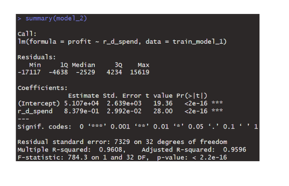 > summary(model_2)
Call:
lm(formula = profit ~ r_d_spend, data = train_model_1)
Residuals:
Min 1Q Median 3Q Max
-17117 -4638 -2529 4234 15619
Coefficients:
Estimate Std. Error t value Pr(>|t|)
(Intercept) 5.107e+04 2.639e+03 19.36 <2e-16 ***
r_d_spend 8.379e-01 2.992e-02 28.00 <2e-16 ***
---
Signif. codes: 0 ‘***’ 0.001 ‘**’ 0.01 ‘*’ 0.05 ‘.’ 0.1 ‘ ’ 1
Residual standard error: 7329 on 32 degrees of freedom
Multiple R-squared: 0.9608, Adjusted R-squared: 0.9596
F-statistic: 784.3 on 1 and 32 DF, p-value: < 2.2e-16